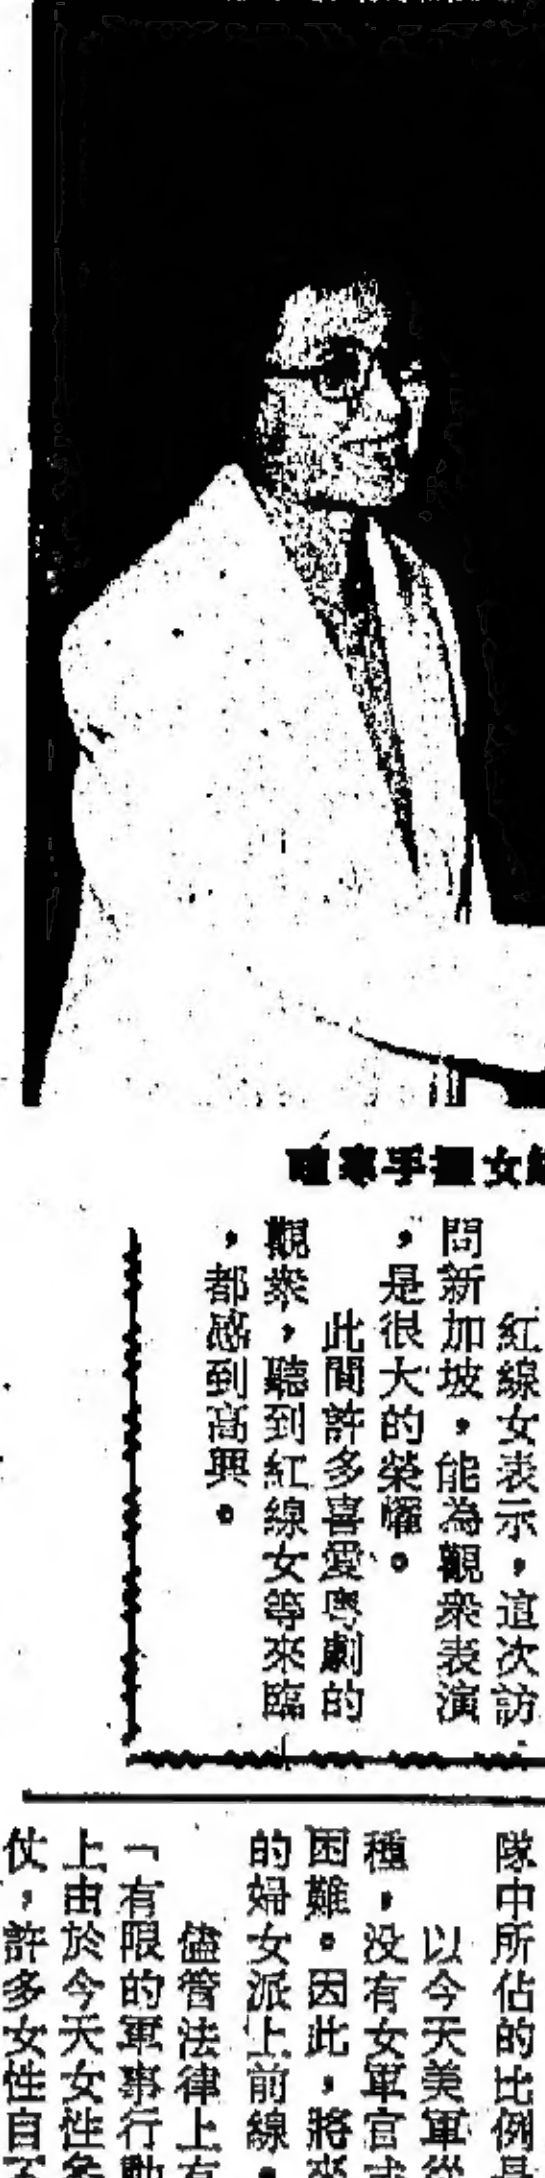 手握女
紅線女表示，這次訪
問新加坡，能為觀衆表演
，是很大的榮耀。
此間許多喜愛粵劇的
觀衆，聽到紅線女等來臨
，都感到高興。
隊中所佔的比例
以今天美軍
種，没有女軍官
困難。因此，將來
的婦女派上前線。
儘管法律上有
「有限的軍事行動
上由於今天女性
仗，許多女性自